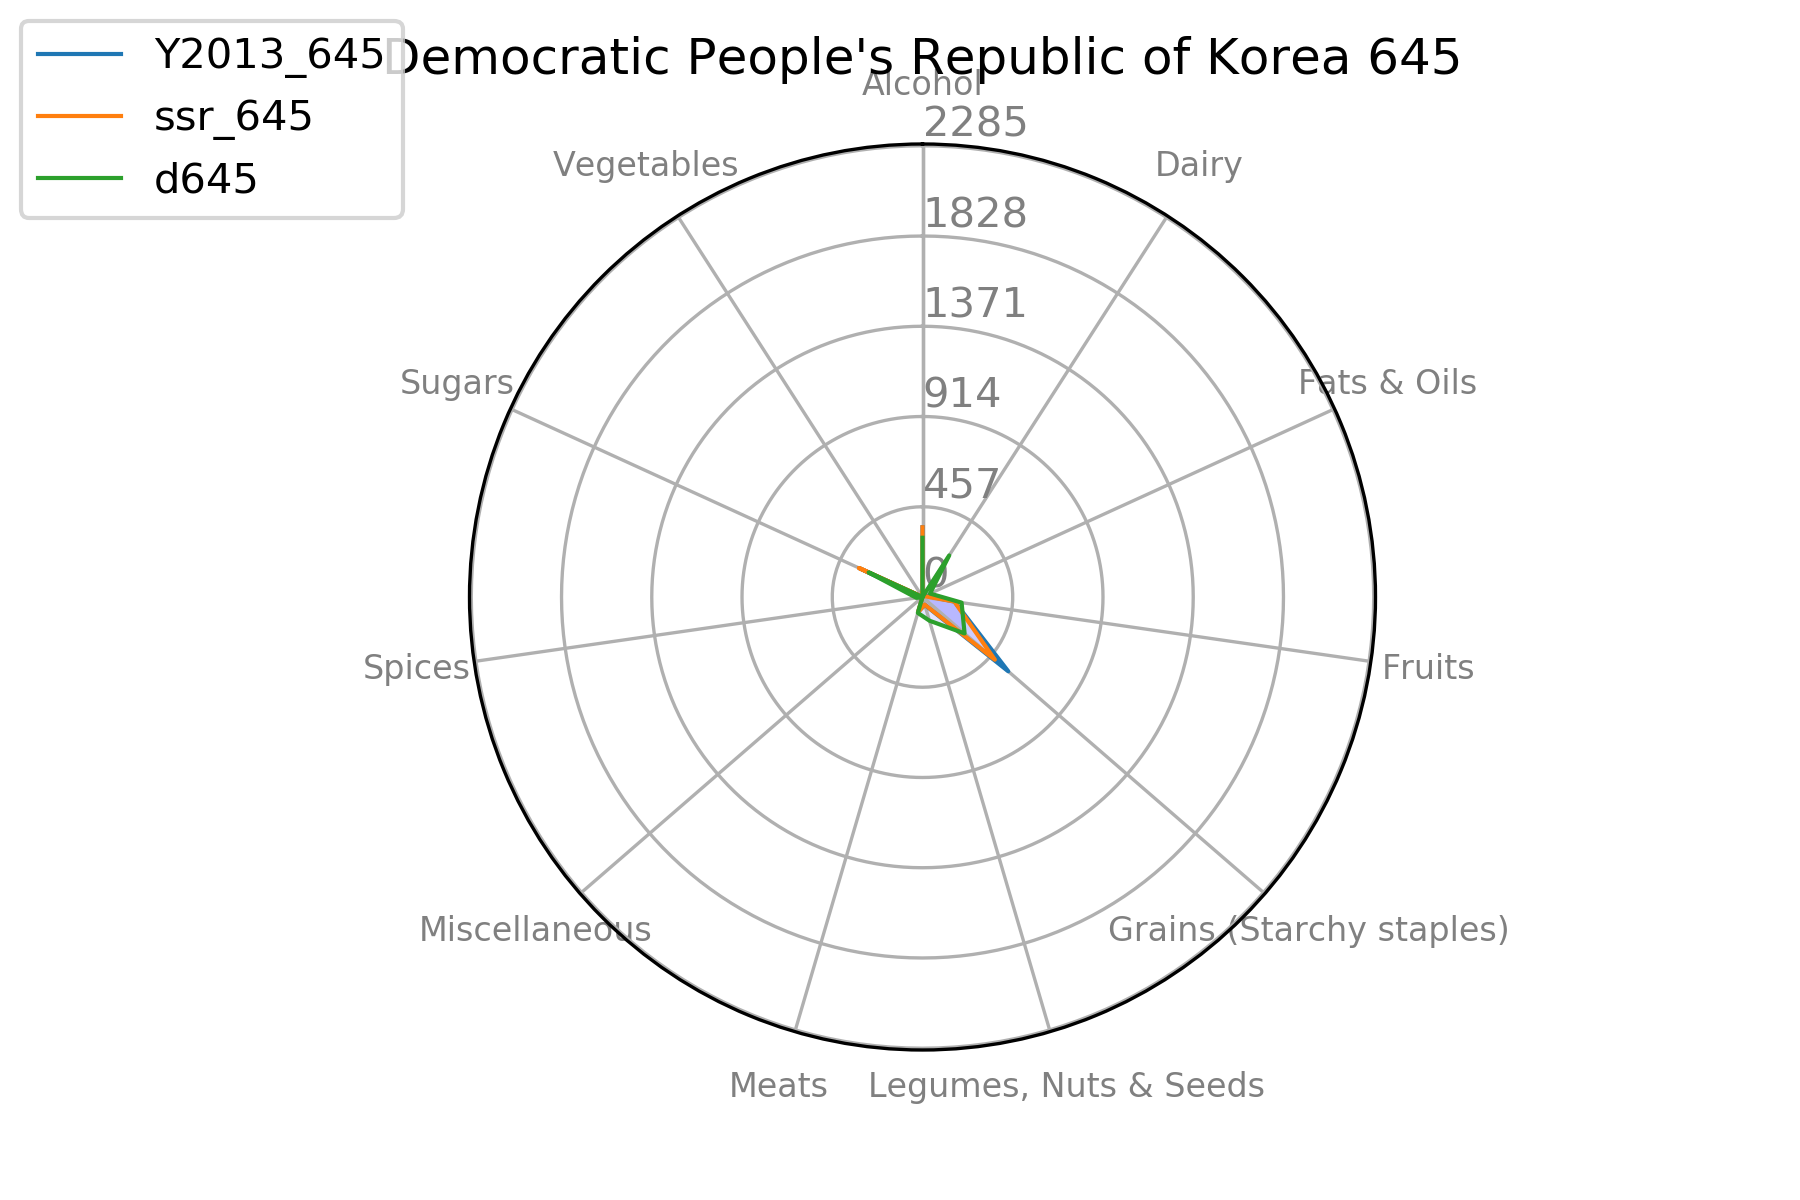 Democratic People's Republic of Korea 645
Y2013_645
ssr_645
d645
Alcohol
Dairy
Fats & Oils
Fruits
Grains (Starchy staples)
Legumes, Nuts & Seeds
Meats
Miscellaneous
Spices
Sugars
Vegetables
2285
1828
1371
914
457
0